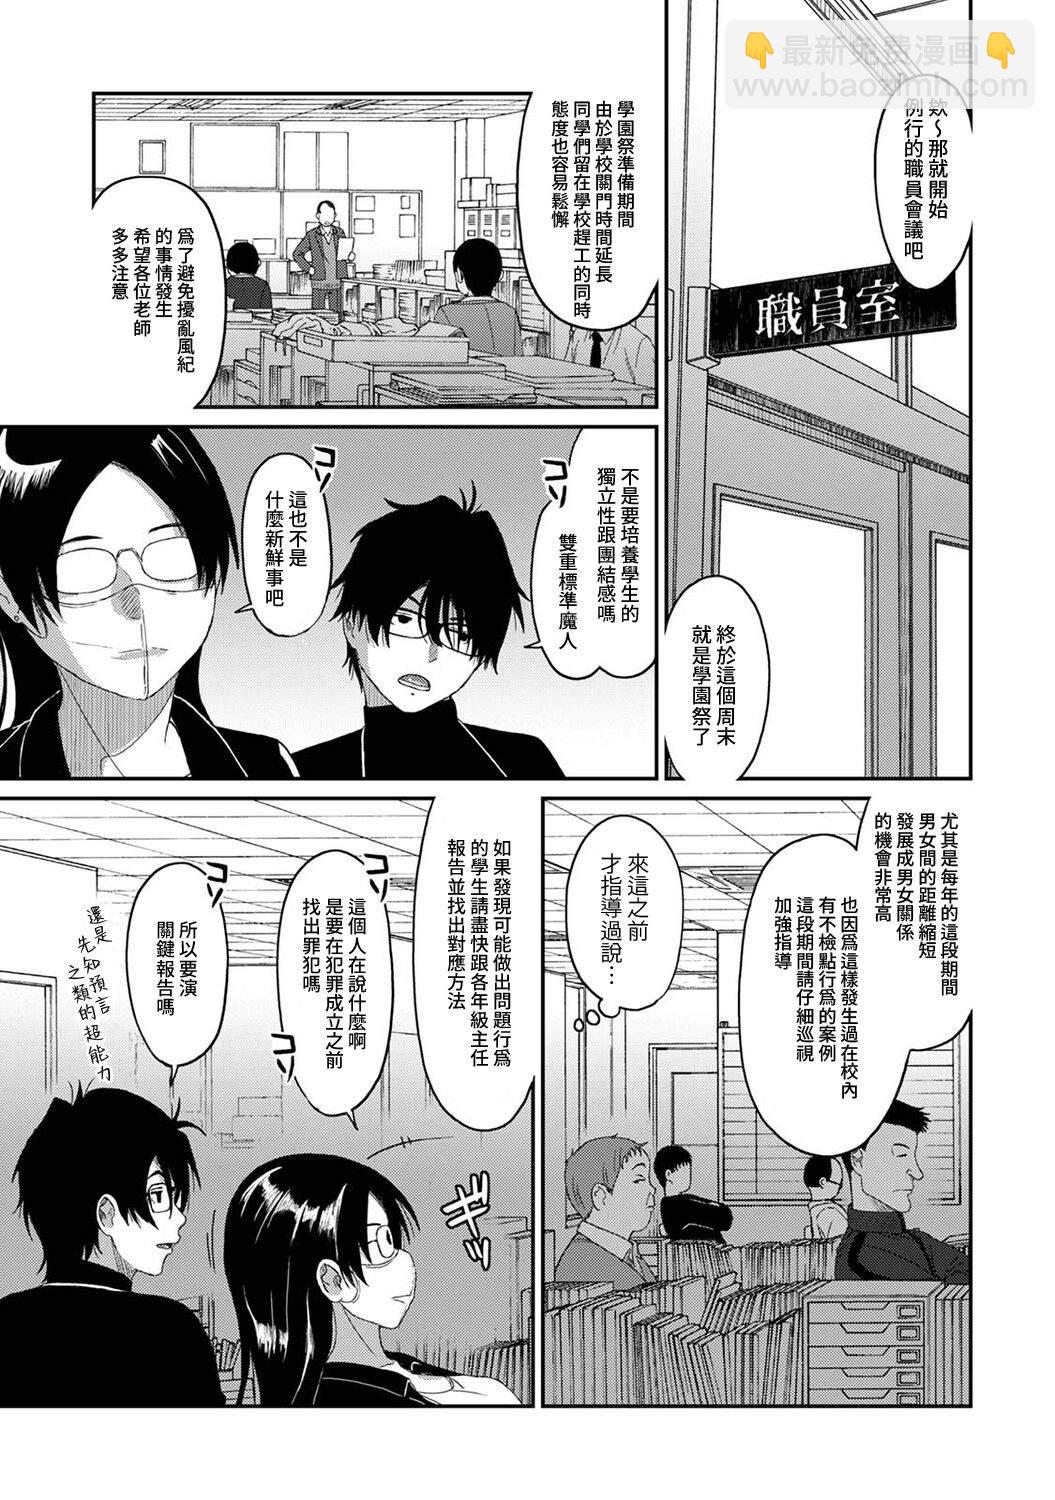 👇最新免费漫画👇
www.baozimh.com
欸～那就開始
例行的職員會議吧
職員室
終於這個周末
就是學園祭了
學園祭準備期間
由於學校關門時間延長
同學們留在學校趕工的同時
態度也容易鬆懈
爲了避免擾亂風紀
的事情發生
希望各位老師
多多注意
不是要培養學生的
獨立性跟團結感嗎
雙重標準魔人
コソ
コソ
這也不是
什麼新鮮事吧
尤其是每年的這段期間
男女間的距離縮短
發展成男女關係
的機會非常高
也因爲這樣發生過在校內
有不檢點行爲的案例
這段期間請仔細巡視
加強指導
來這之前
才指導過說…
如果發現可能做出問題行爲
的學生請盡快跟各年級主任
報告並找出對應方法
這個人在說什麼啊
是要在犯罪成立之前
找出罪犯嗎
所以要演
關鍵報告嗎
還是
先知預言
之類的超能力